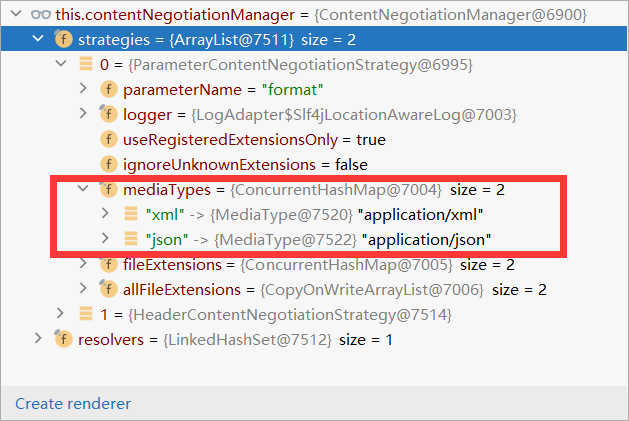 this.contentNegotiationManager = {ContentNegotiationManager@6900}
f strategies = {ArrayList@7511} size = 2
0 = {ParameterContentNegotiationStrategy@6995}
f parameterName = "format"
f logger = {LogAdapter$Slf4jLocationAwareLog@7003}
f useRegisteredExtensionsOnly = true
f ignoreUnknownExtensions = false
f mediaTypes = {ConcurrentHashMap@7004} size = 2
"xml" -> {MediaType@7520} "application/xml"
"json" -> {MediaType@7522} "application/json"
f fileExtensions = {ConcurrentHashMap@7005} size = 2
f allFileExtensions = {CopyOnWriteArrayList@7006} size = 2
1 = {HeaderContentNegotiationStrategy@7514}
f resolvers = {LinkedHashSet@7512} size = 1
Create renderer